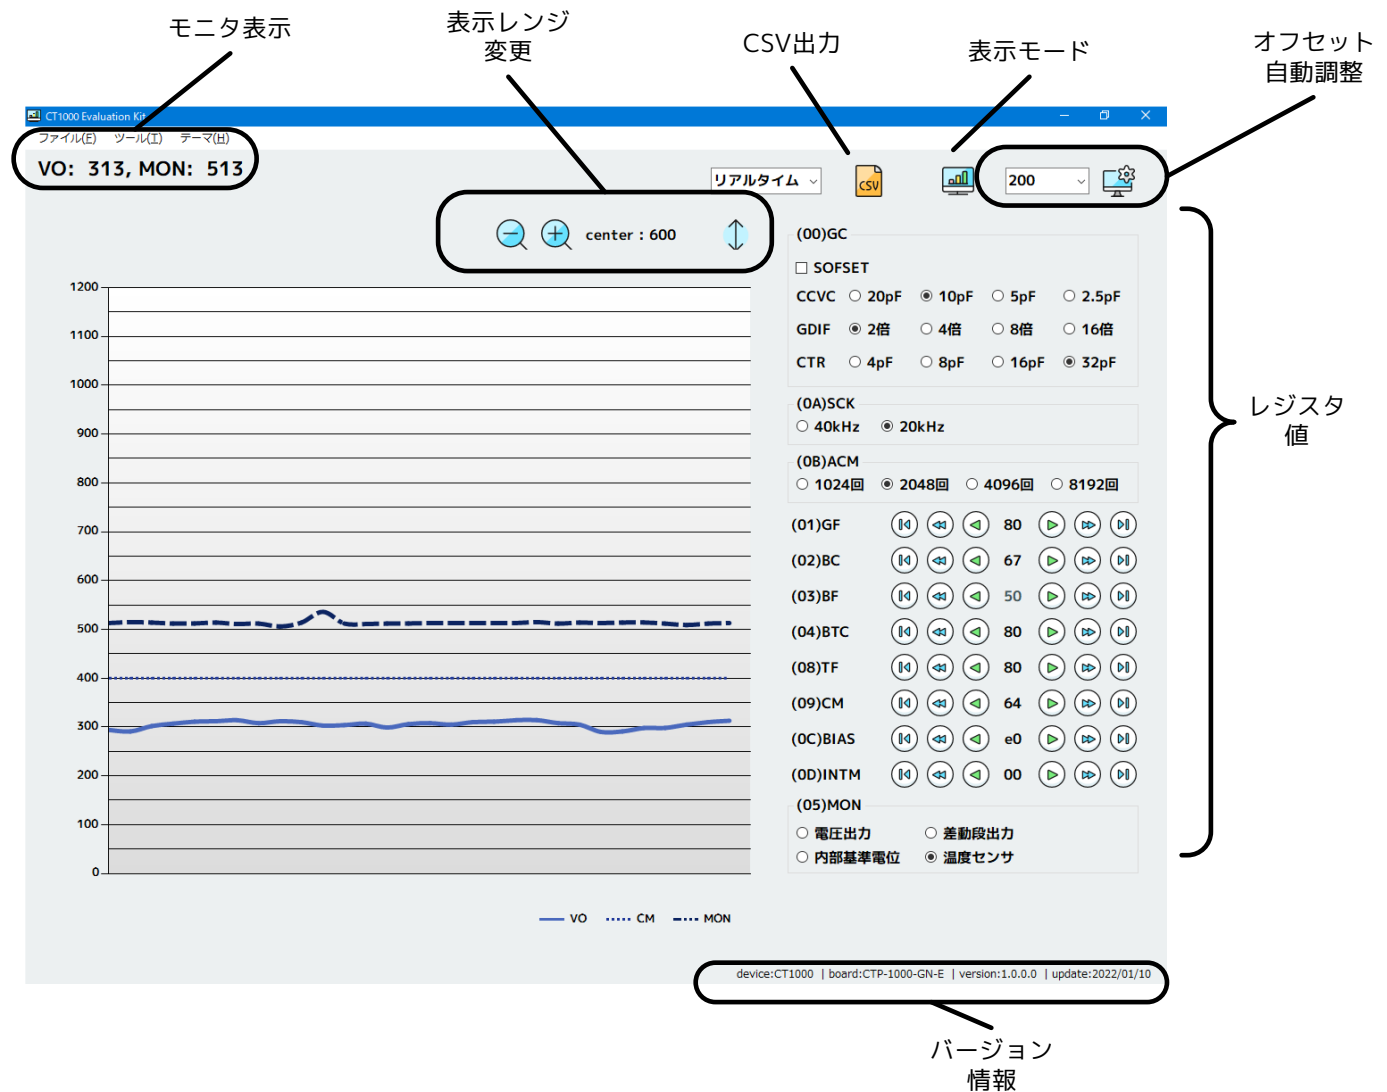 モニタ表示
表示レンジ
変更
CSV出力
表示モード
オフセット
自動調整
CT1000 Evaluation Kit
ファイル(E) ツール(T) テーマ(H)
VO: 313, MON: 513
リアルタイム
CSV
200
center : 600
(00)GC
SOFSET
CCVC 20pF 10pF 5pF 2.5pF
GDIF 2倍 4倍 8倍 16倍
CTR 4pF 8pF 16pF 32pF
(0A)SCK
40kHz 20kHz
(0B)ACM
1024回 2048回 4096回 8192回
(01)GF 80
(02)BC 67
(03)BF 50
(04)BTC 80
(08)TF 80
(09)CM 64
(0C)BIAS e0
(0D)INTM 00
(05)MON
電圧出力 差動段出力
内部基準電位 温度センサ
レジスタ
値
1200
1100
1000
900
800
700
600
500
400
300
200
100
0
VO CM MON
device:CT1000 | board:CTP-1000-GN-E | version:1.0.0.0 | update:2022/01/10
バージョン
情報